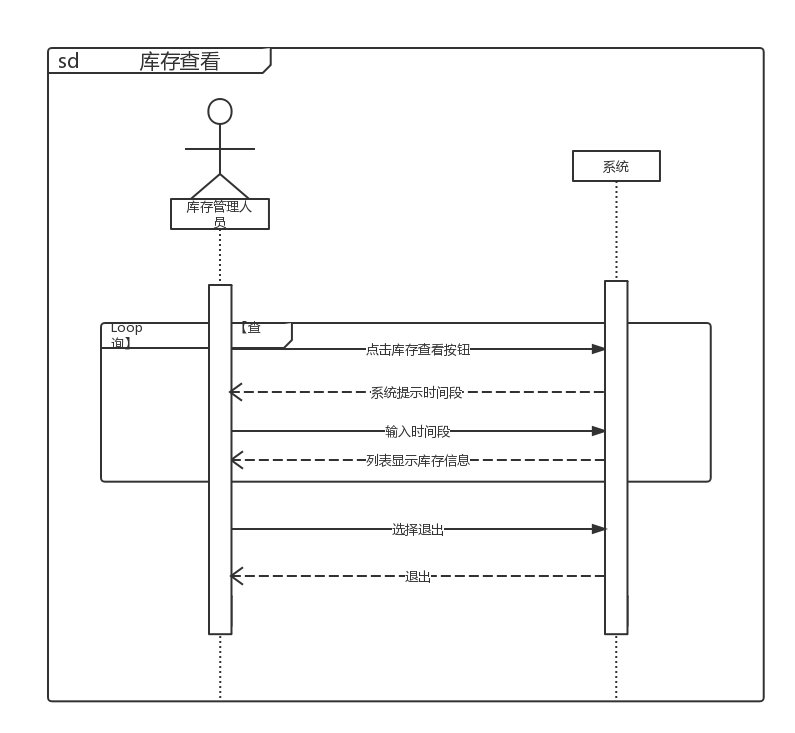 sd 库存查看
系统
库存管理人
员
Loop 【查
询】
点击库存查看按钮
系统提示时间段
输入时间段
列表显示库存信息
选择退出
退出